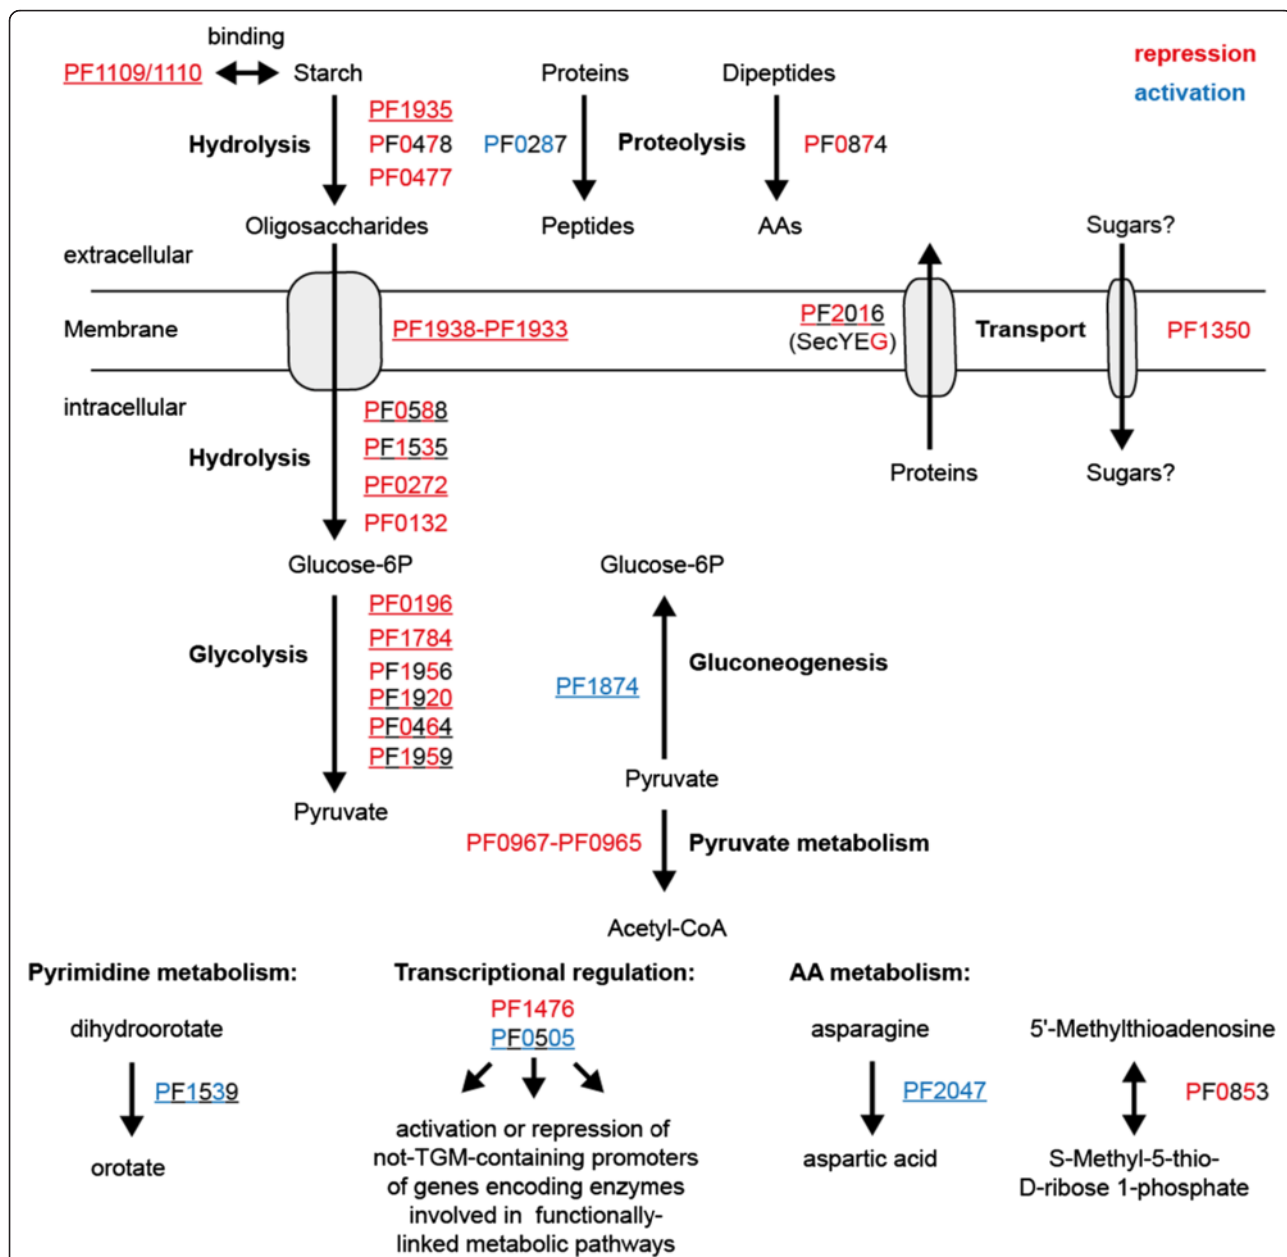 binding
repression
activation
PF1109/1110
Starch
Proteins
Dipeptides
Hydrolysis
PF1935
PF0478
PF0477
PF0287
Proteolysis
PF0874
Oligosaccharides
Peptides
AAs
Sugars?
extracellular
Membrane
PF1938-PF1933
PF2016
(SecYEG)
Transport
PF1350
intracellular
Hydrolysis
PF0588
PF1535
PF0272
PF0132
Proteins
Sugars?
Glucose-6P
Glucose-6P
Glycolysis
PF0196
PF1784
PF1956
PF1920
PF0464
PF1959
PF1874
Gluconeogenesis
Pyruvate
Pyruvate
PF0967-PF0965
Pyruvate metabolism
Acetyl-CoA
Pyrimidine metabolism:
dihydroorotate
PF1539
orotate
Transcriptional regulation:
PF1476
PF0505
activation or repression of
not-TGM-containing promoters
of genes encoding enzymes
involved in functionally-
linked metabolic pathways
AA metabolism:
asparagine
PF2047
aspartic acid
5'-Methylthioadenosine
PF0853
S-Methyl-5-thio-
D-ribose 1-phosphate